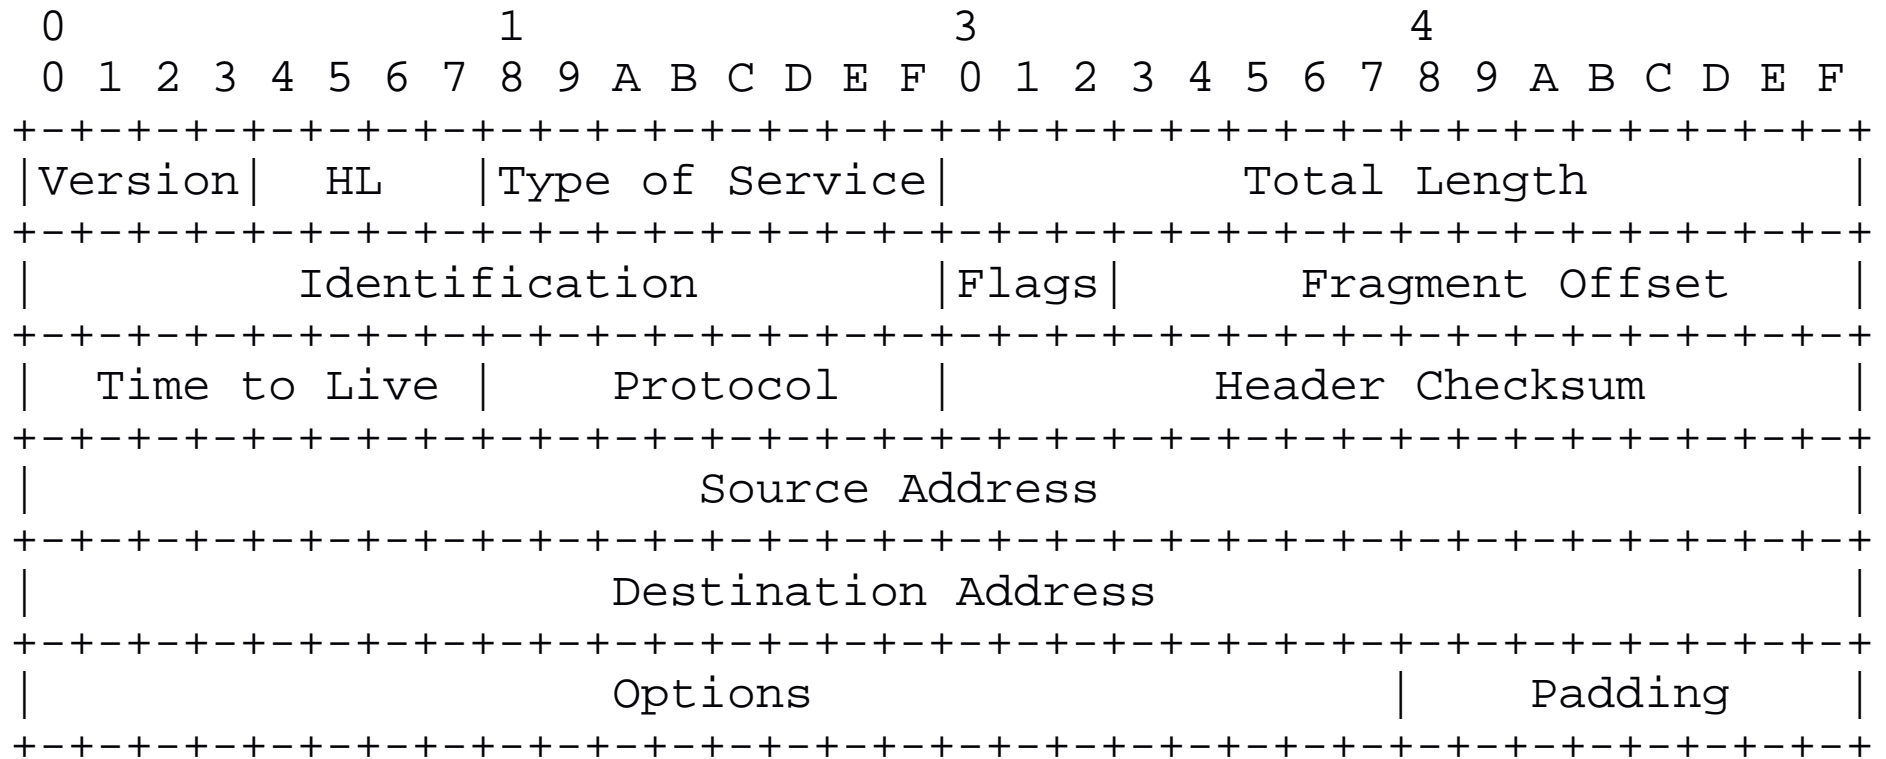 0               1               3               4
 0 1 2 3 4 5 6 7 8 9 A B C D E F 0 1 2 3 4 5 6 7 8 9 A B C D E F
+-+-+-+-+-+-+-+-+-+-+-+-+-+-+-+-+-+-+-+-+-+-+-+-+-+-+-+-+-+-+-+-+
|Version|  HL   |Type of Service|          Total Length         |
+-+-+-+-+-+-+-+-+-+-+-+-+-+-+-+-+-+-+-+-+-+-+-+-+-+-+-+-+-+-+-+-+
|         Identification        |Flags|      Fragment Offset    |
+-+-+-+-+-+-+-+-+-+-+-+-+-+-+-+-+-+-+-+-+-+-+-+-+-+-+-+-+-+-+-+-+
|  Time to Live |    Protocol   |         Header Checksum       |
+-+-+-+-+-+-+-+-+-+-+-+-+-+-+-+-+-+-+-+-+-+-+-+-+-+-+-+-+-+-+-+-+
|                       Source Address                          |
+-+-+-+-+-+-+-+-+-+-+-+-+-+-+-+-+-+-+-+-+-+-+-+-+-+-+-+-+-+-+-+-+
|                    Destination Address                        |
+-+-+-+-+-+-+-+-+-+-+-+-+-+-+-+-+-+-+-+-+-+-+-+-+-+-+-+-+-+-+-+-+
|                    Options                    |    Padding    |
+-+-+-+-+-+-+-+-+-+-+-+-+-+-+-+-+-+-+-+-+-+-+-+-+-+-+-+-+-+-+-+-+